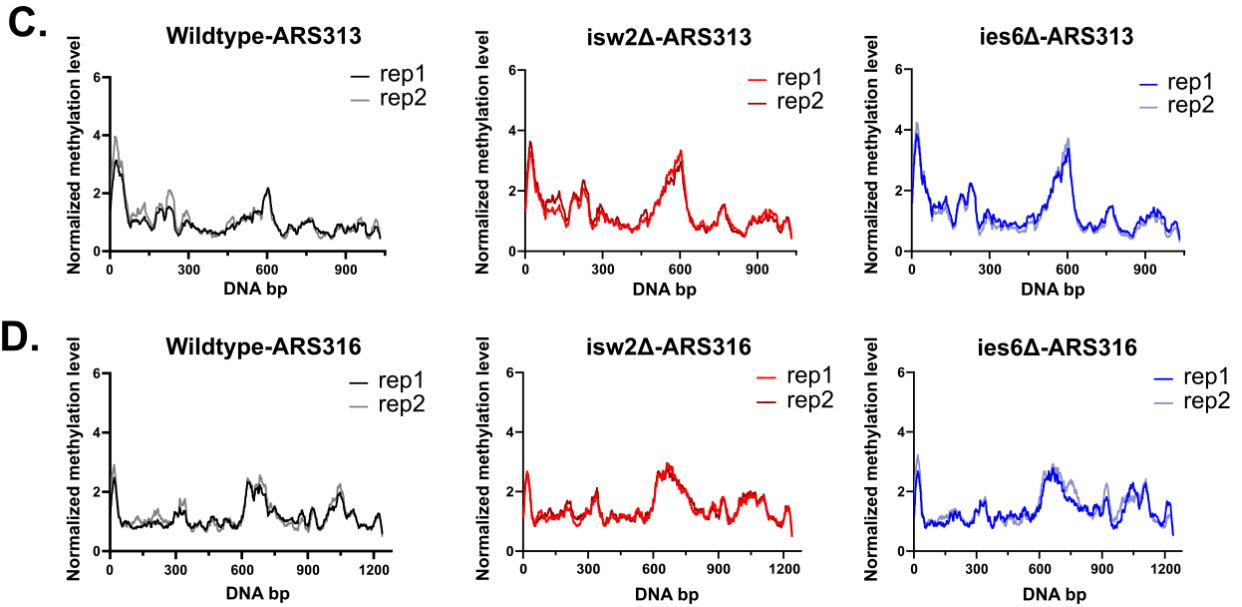 C.
Wildtype-ARS313
Normalized methylation level
6
4
2
0
0 300 600 900
DNA bp
rep1
rep2
isw2Δ-ARS313
Normalized methylation level
6
4
2
0
0 300 600 900
DNA bp
rep1
rep2
ies6Δ-ARS313
Normalized methylation level
6
4
2
0
0 300 600 900
DNA bp
rep1
rep2
D.
Wildtype-ARS316
Normalized methylation level
6
4
2
0
0 300 600 900 1200
DNA bp
rep1
rep2
isw2Δ-ARS316
Normalized methylation level
6
4
2
0
0 300 600 900 1200
DNA bp
rep1
rep2
ies6Δ-ARS316
Normalized methylation level
6
4
2
0
0 300 600 900 1200
DNA bp
rep1
rep2